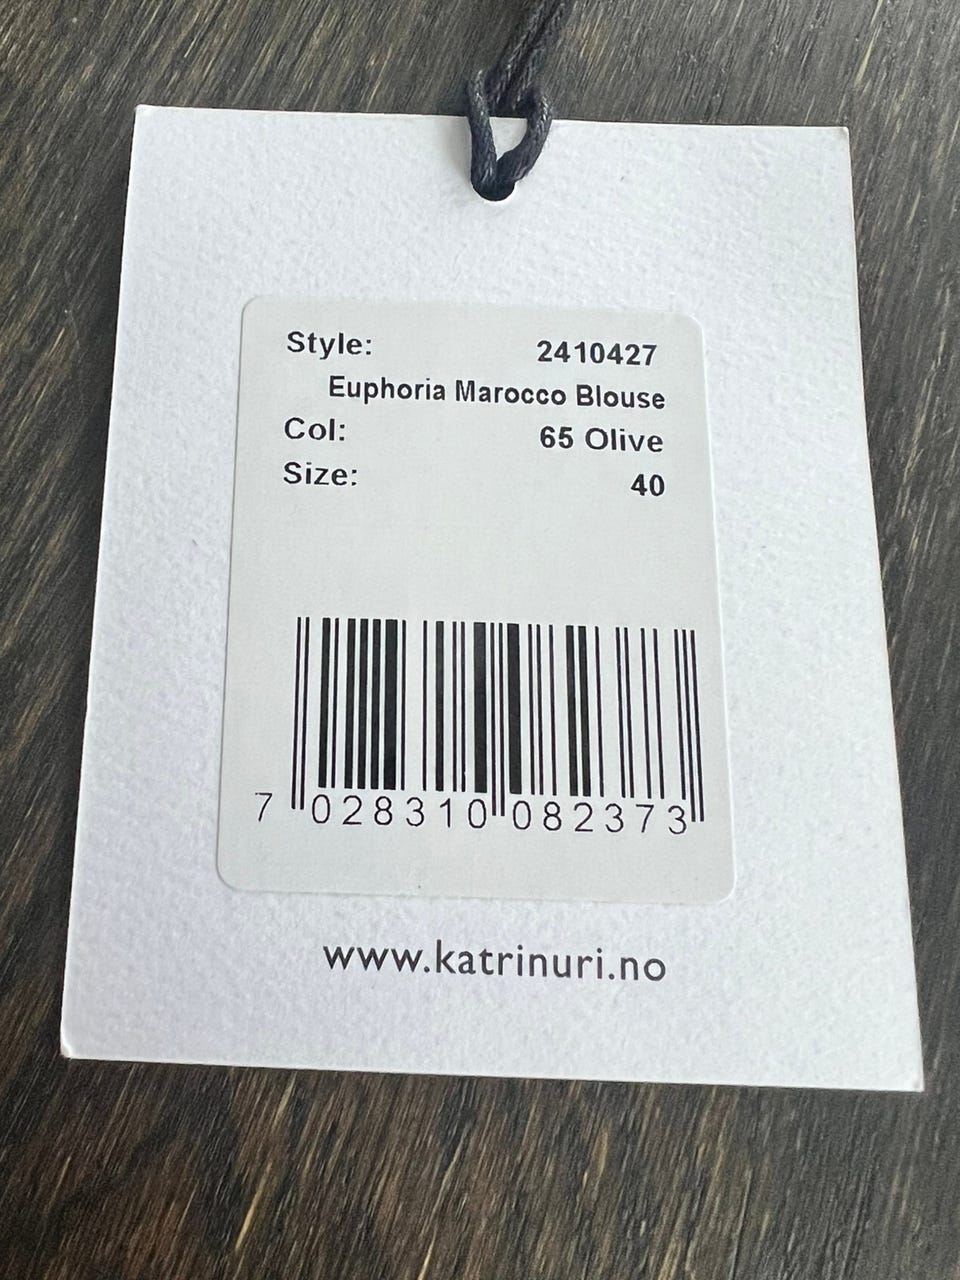 Style: 2410427
Euphoria Marocco Blouse
Col: 65 Olive
Size: 40
7 028310 082373
www.katrinuri.no